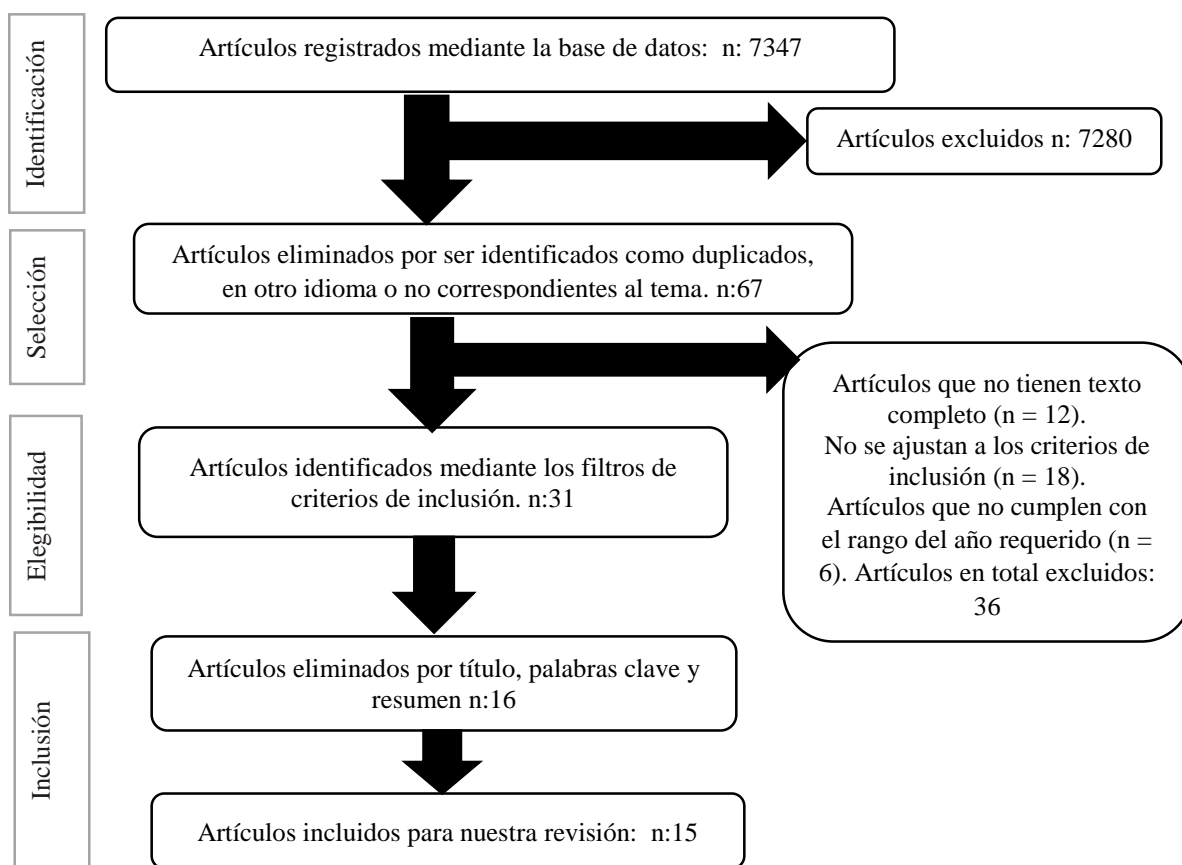 Identificación
Artículos registrados mediante la base de datos: n: 7347
Artículos excluidos n: 7280
Selección
Artículos eliminados por ser identificados como duplicados,
en otro idioma o no correspondientes al tema. n:67
Artículos que no tienen texto
completo (n = 12).
No se ajustan a los criterios de
inclusión (n = 18).
Artículos que no cumplen con
el rango del año requerido (n =
6). Artículos en total excluidos:
36
Elegibilidad
Artículos identificados mediante los filtros de
criterios de inclusión. n:31
Inclusión
Artículos eliminados por título, palabras clave y
resumen n:16
Artículos incluidos para nuestra revisión: n:15